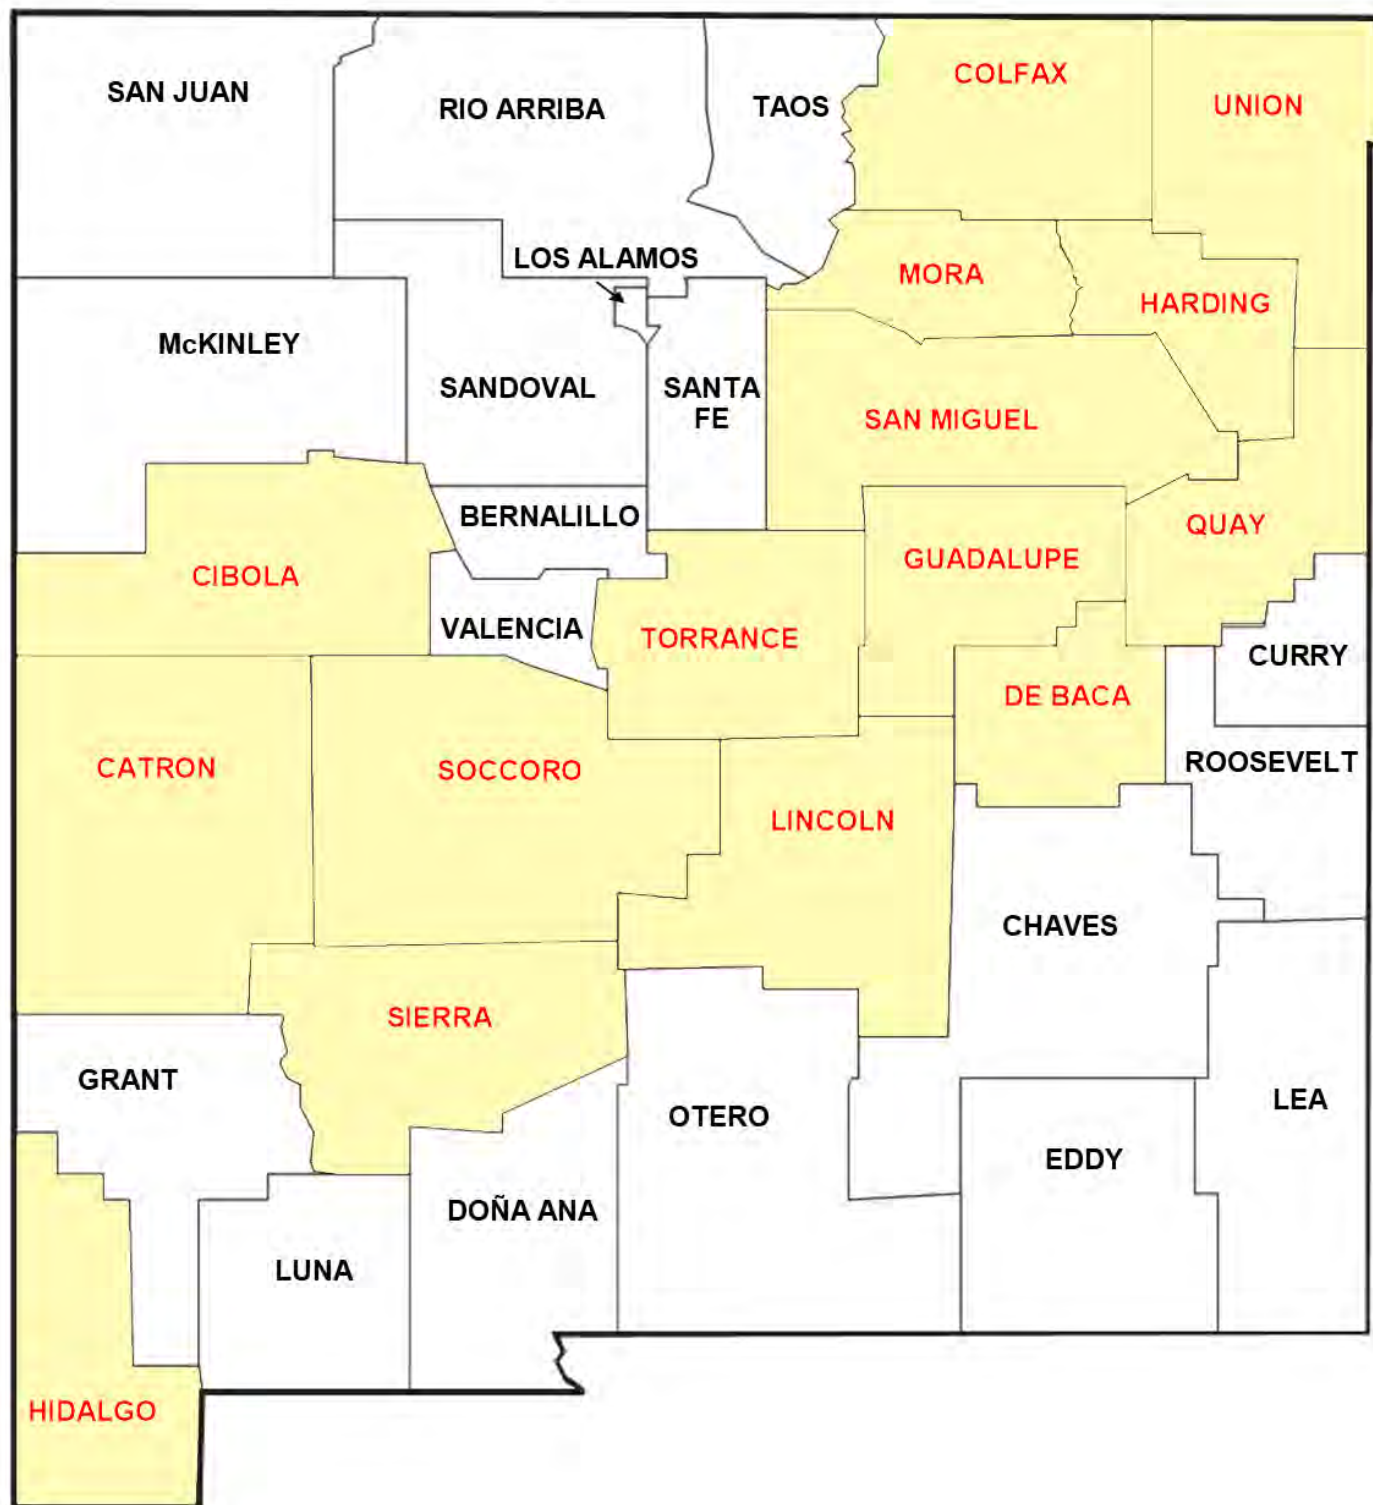 COLFAX
SAN JUAN
UNION
RIO ARRIBA
TAOS
LOS ALAMOS
MORA
HARDING
McKINLEY
SANDOVAL
SANTA
FE
SAN MIGUEL
BERNALILLO
QUAY
GUADALUPE
CIBOLA
VALENCIA
TORRANCE
CURRY
DE BACA
ROOSEVELT
CATRON
SOCCORO
LINCOLN
CHAVES
SIERRA
GRANT
LEA
OTERO
EDDY
DOÑA ANA
LUNA
HIDALGO